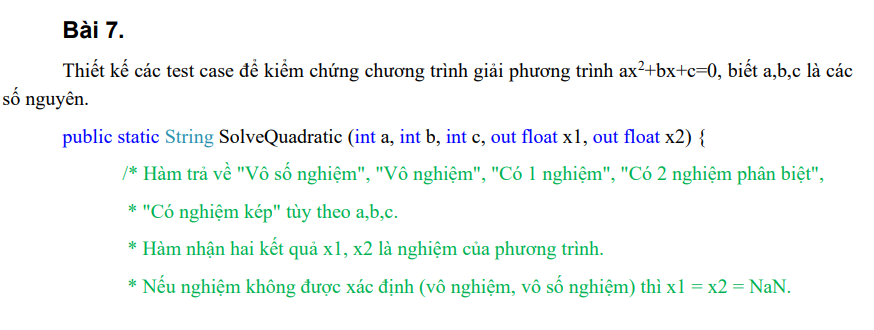 Bài 7.
Thiết kế các test case để kiểm chứng chương trình giải phương trình ax²+bx+c=0, biết a,b,c là các
số nguyên.
public static String SolveQuadratic (int a, int b, int c, out float x1, out float x2) {
/* Hàm trả về "Vô số nghiệm", "Vô nghiệm", "Có 1 nghiệm", "Có 2 nghiệm phân biệt",
* "Có nghiệm kép" tùy theo a,b,c.
* Hàm nhận hai kết quả x1, x2 là nghiệm của phương trình.
* Nếu nghiệm không được xác định (vô nghiệm, vô số nghiệm) thì x1 = x2 = NaN.